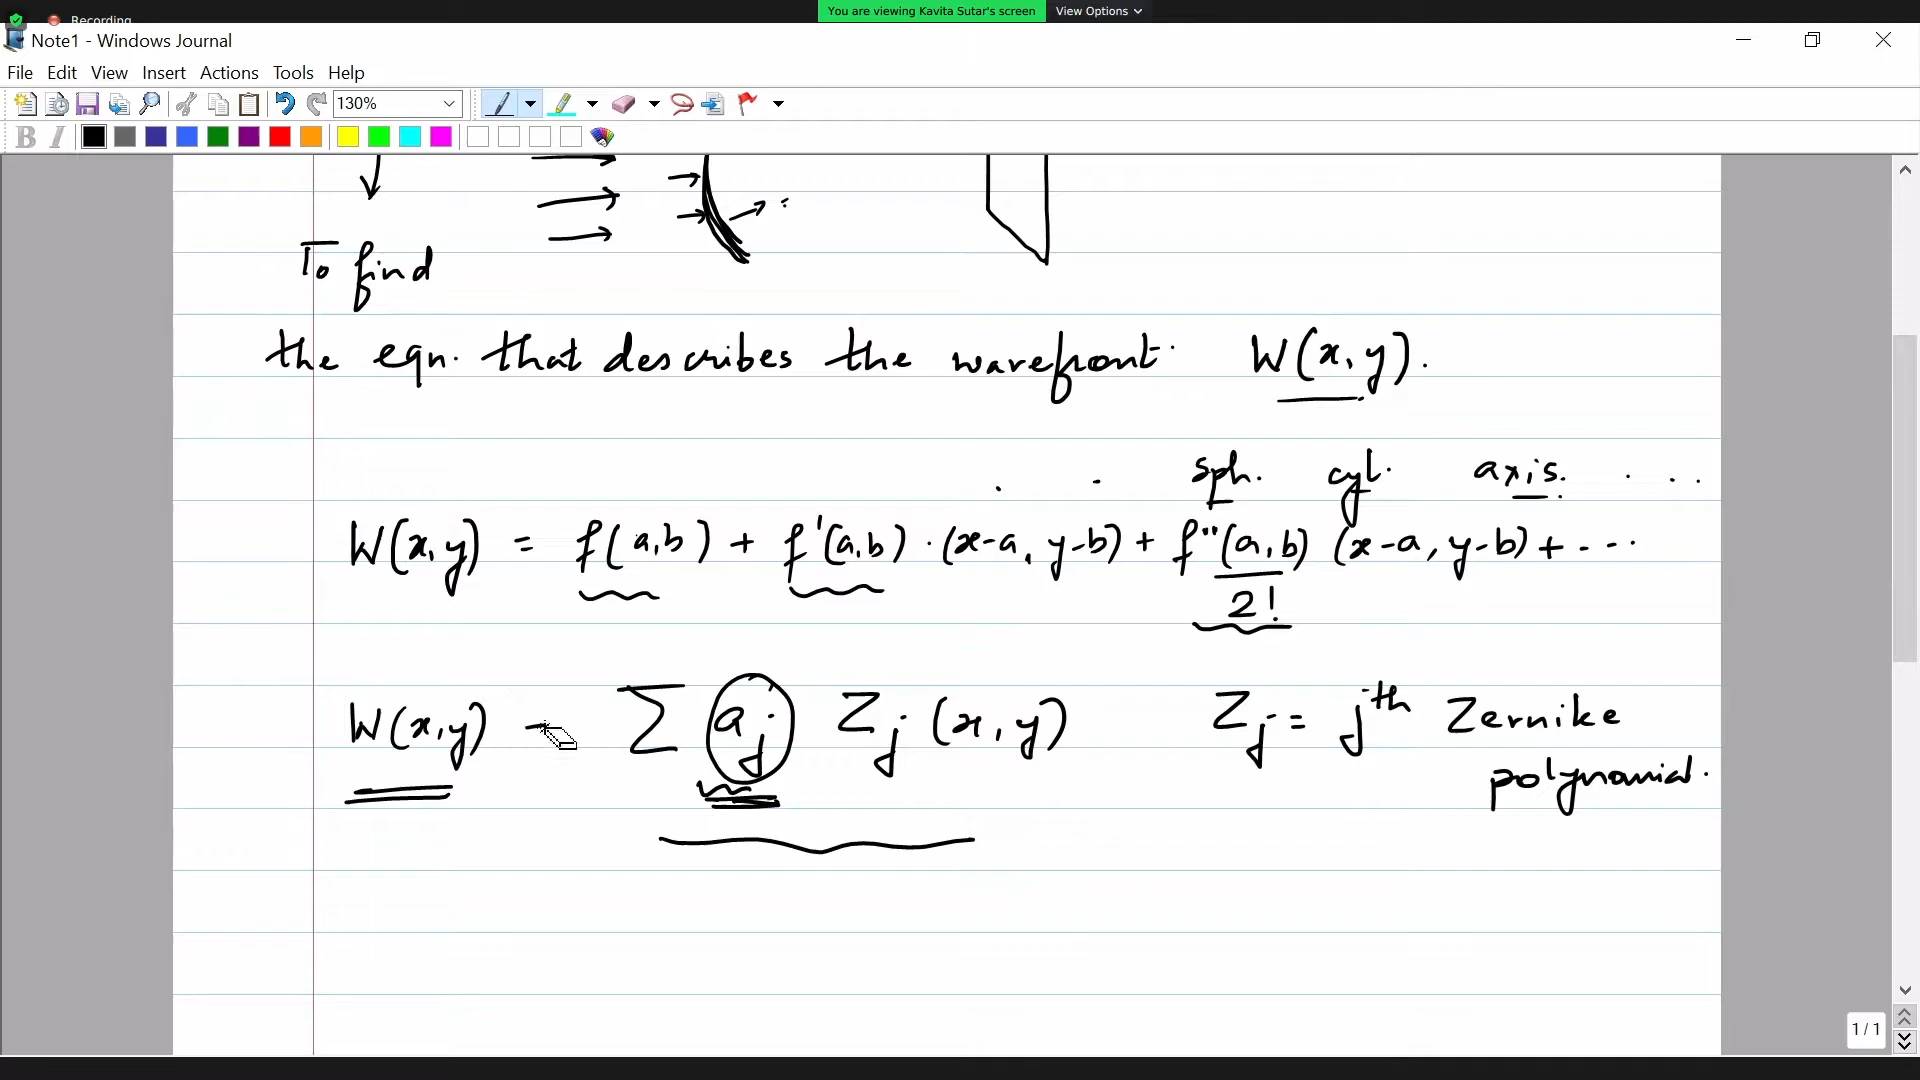 Recording
You are viewing Kavita Sutar's screen View Options
Note1 - Windows Journal
File Edit View Insert Actions Tools Help
130%
B I
To find
the eqn. that describes the wavefront. W(x,y).
sph. cyl. axis. . . .
W(x,y) = f(a,b) + f'(a,b) · (x-a, y-b) + f''(a,b)/2! (x-a, y-b) + ...
W(x,y) = Σ aj Zj (x,y) Zj = jth Zernike
polynomial.
1 / 1